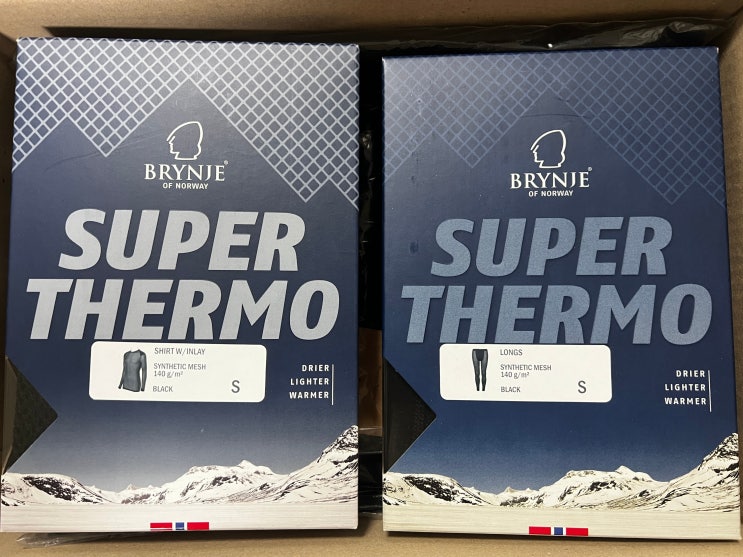 BRYNJE®
OF NORWAY
SUPER
THERMO
SHIRT W/INLAY
SYNTHETIC MESH
140 g/m²
BLACK S
DRIER
LIGHTER
WARMER
BRYNJE®
OF NORWAY
SUPER
THERMO
LONGS
SYNTHETIC MESH
140 g/m²
BLACK S
DRIER
LIGHTER
WARMER